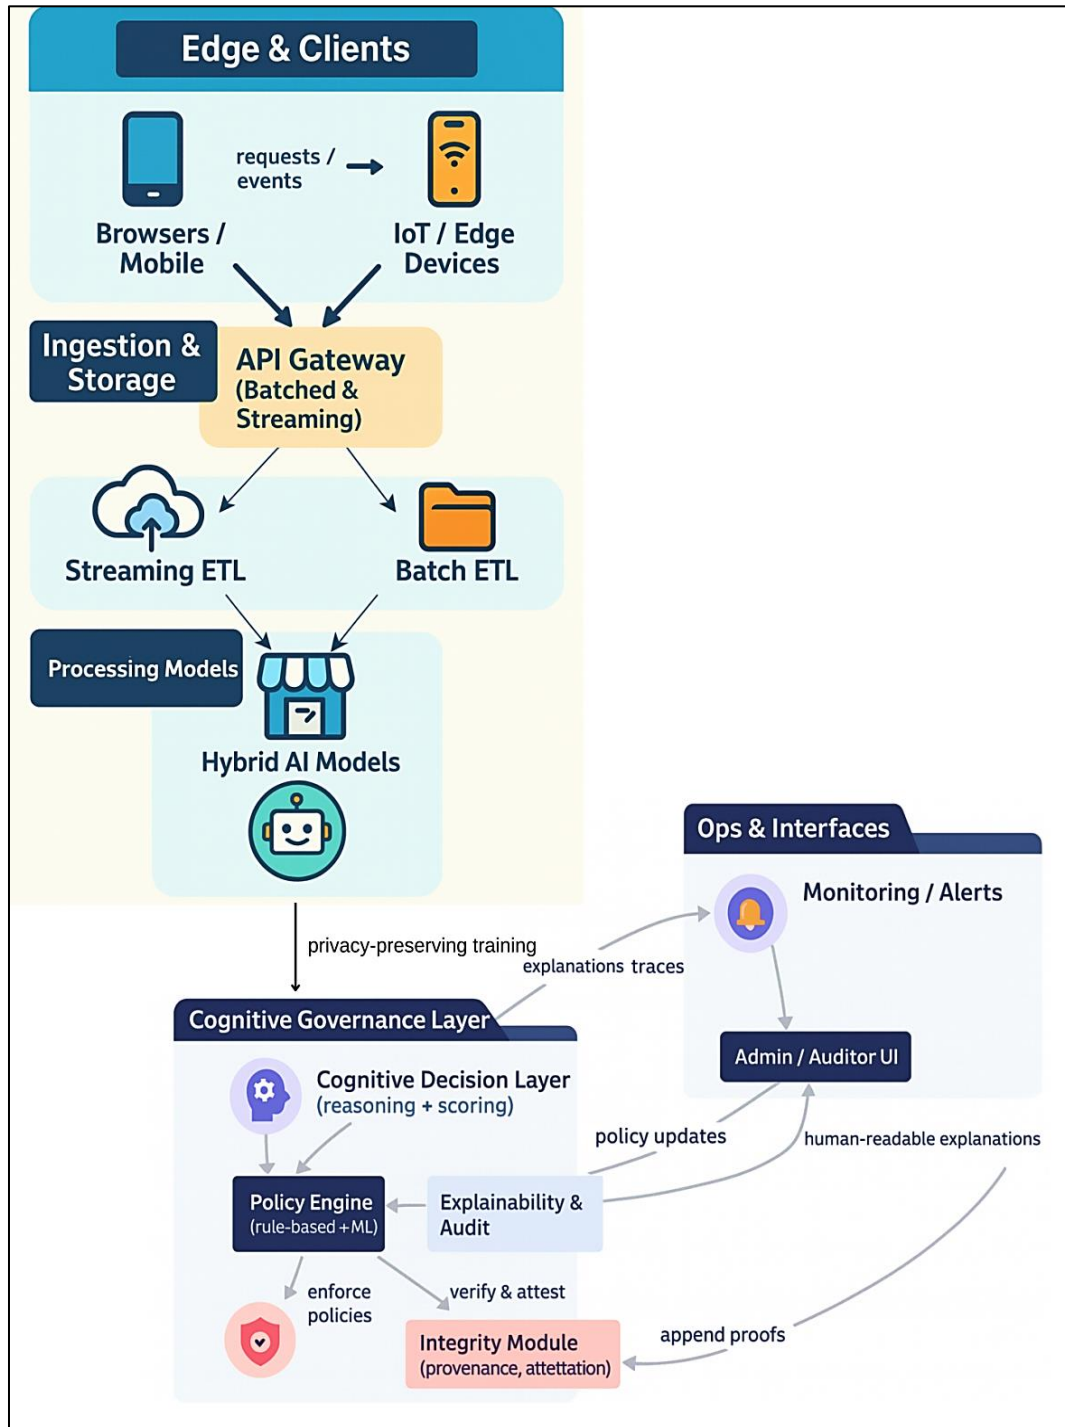 Edge & Clients
requests /
events
Browsers /
Mobile
IoT / Edge
Devices
Ingestion &
Storage
API Gateway
(Batched &
Streaming)
Streaming ETL
Batch ETL
Processing Models
Hybrid AI Models
privacy-preserving training
Ops & Interfaces
Monitoring / Alerts
explanations traces
Admin / Auditor UI
Cognitive Governance Layer
Cognitive Decision Layer
(reasoning + scoring)
policy updates
human-readable explanations
Policy Engine
(rule-based +ML)
Explainability &
Audit
enforce
policies
verify & attest
Integrity Module
(provenance, attettation)
append proofs